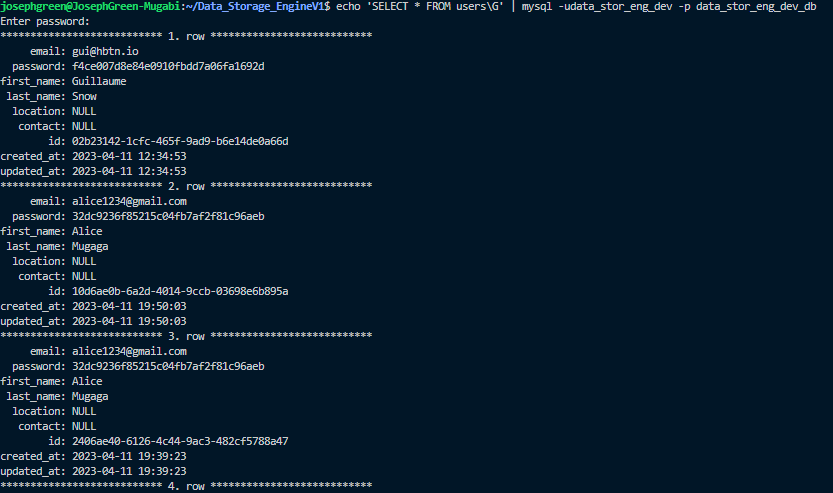 josephgreen@JosephGreen-Mugabi:~/Data_Storage_EngineV1$ echo 'SELECT * FROM users\G' | mysql -udata_stor_eng_dev -p data_stor_eng_dev_db
Enter password:
*************************** 1. row ***************************
     email: gui@hbtn.io
  password: f4ce007d8e84e0910fbdd7a06fa1692d
first_name: Guillaume
 last_name: Snow
  location: NULL
   contact: NULL
        id: 02b23142-1cfc-465f-9ad9-b6e14de0a66d
created_at: 2023-04-11 12:34:53
updated_at: 2023-04-11 12:34:53
*************************** 2. row ***************************
     email: alice1234@gmail.com
  password: 32dc9236f85215c04fb7af2f81c96aeb
first_name: Alice
 last_name: Mugaga
  location: NULL
   contact: NULL
        id: 10d6ae0b-6a2d-4014-9ccb-03698e6b895a
created_at: 2023-04-11 19:50:03
updated_at: 2023-04-11 19:50:03
*************************** 3. row ***************************
     email: alice1234@gmail.com
  password: 32dc9236f85215c04fb7af2f81c96aeb
first_name: Alice
 last_name: Mugaga
  location: NULL
   contact: NULL
        id: 2406ae40-6126-4c44-9ac3-482cf5788a47
created_at: 2023-04-11 19:39:23
updated_at: 2023-04-11 19:39:23
*************************** 4. row ***************************